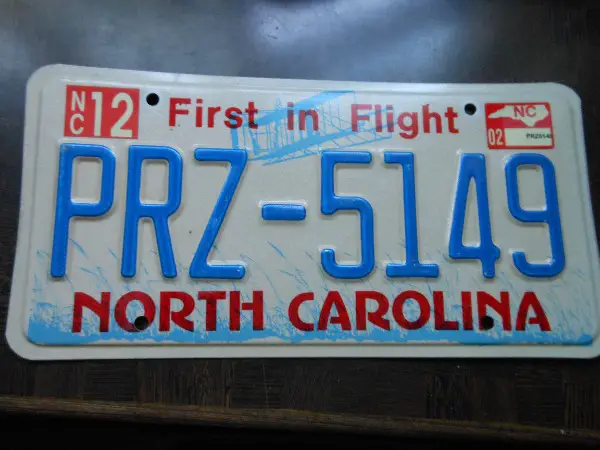 NC 12 First in Flight NC
02
PRZ-5149
NORTH CAROLINA